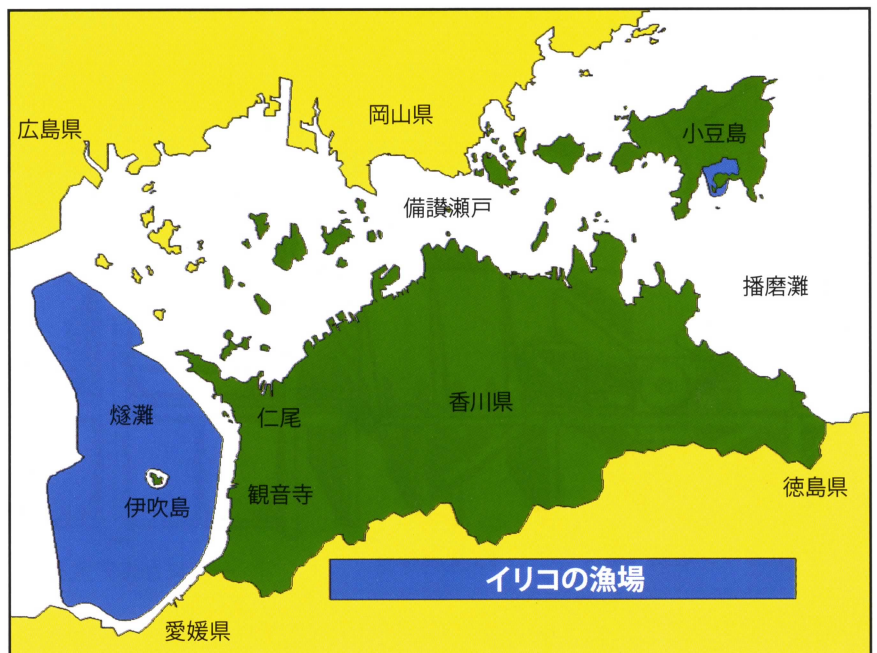 岡山県
広島県
小豆島
備讃瀬戸
播磨灘
香川県
燧灘
仁尾
徳島県
観音寺
伊吹島
イリコの漁場
愛媛県